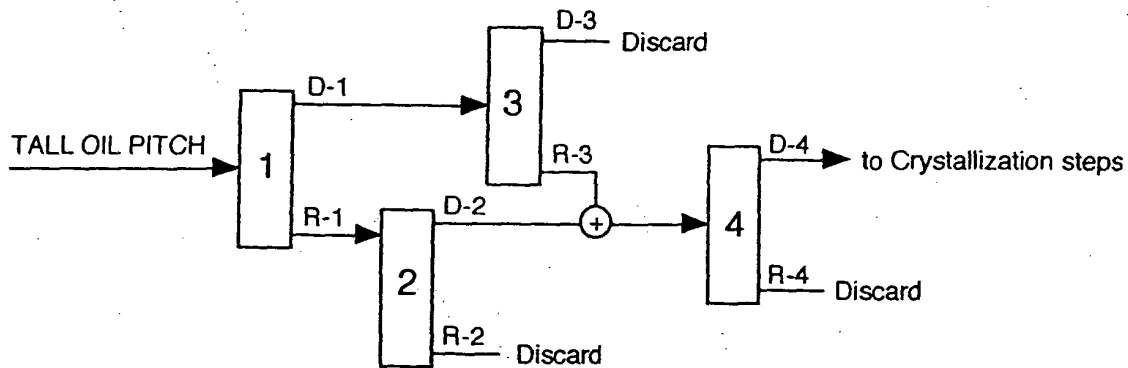 D-3
Discard
D-1
3
TALL OIL PITCH
1
R-3
D-4
to Crystallization steps
R-1
D-2
+
4
2
R-4
Discard
R-2
Discard